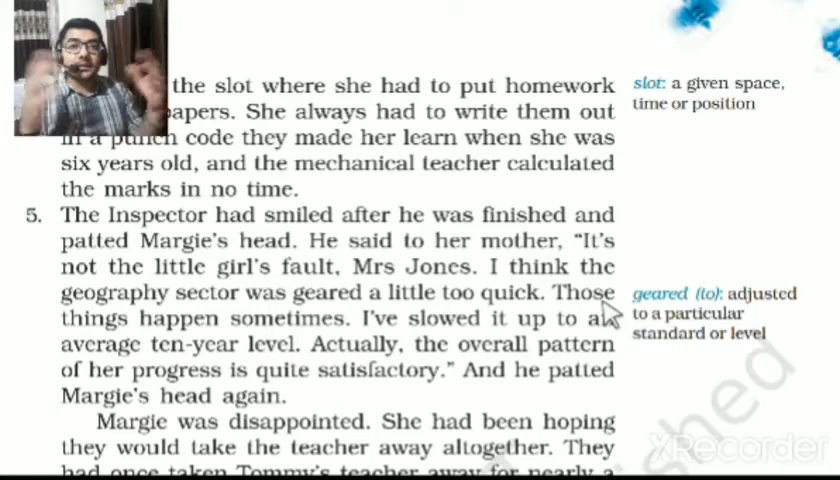 the slot where she had to put homework
papers. She always had to write them out
in a punch code they made her learn when she was
six years old, and the mechanical teacher calculated
the marks in no time.
5. The Inspector had smiled after he was finished and
patted Margie's head. He said to her mother, “It's
not the little girl's fault, Mrs Jones. I think the
geography sector was geared a little too quick. Those
things happen sometimes. I've slowed it up to an
average ten-year level. Actually, the overall pattern
of her progress is quite satisfactory.” And he patted
Margie's head again.
Margie was disappointed. She had been hoping
they would take the teacher away altogether. They
had once taken Tommy's teacher away for nearly a
slot: a given space,
time or position
geared (to): adjusted
to a particular
standard or level
XRecorder